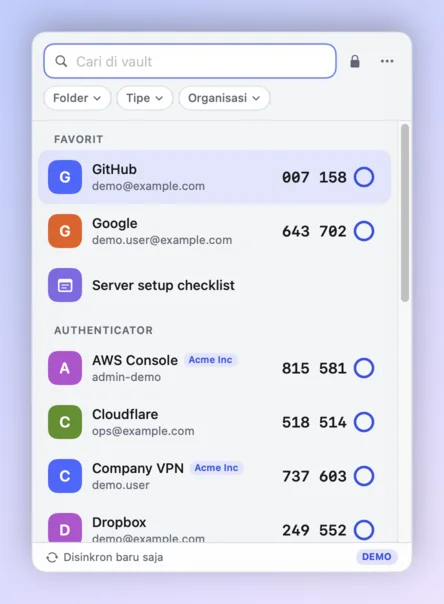 Cari di vault
Folder
Tipe
Organisasi
FAVORIT
G GitHub 007 158
demo@example.com
G Google 643 702
demo.user@example.com
Server setup checklist
AUTHENTICATOR
A AWS Console Acme Inc 815 581
admin-demo
C Cloudflare 518 514
ops@example.com
C Company VPN Acme Inc 737 603
demo.user
D Dropbox 249 552
demo@example.com
Disinkron baru saja DEMO